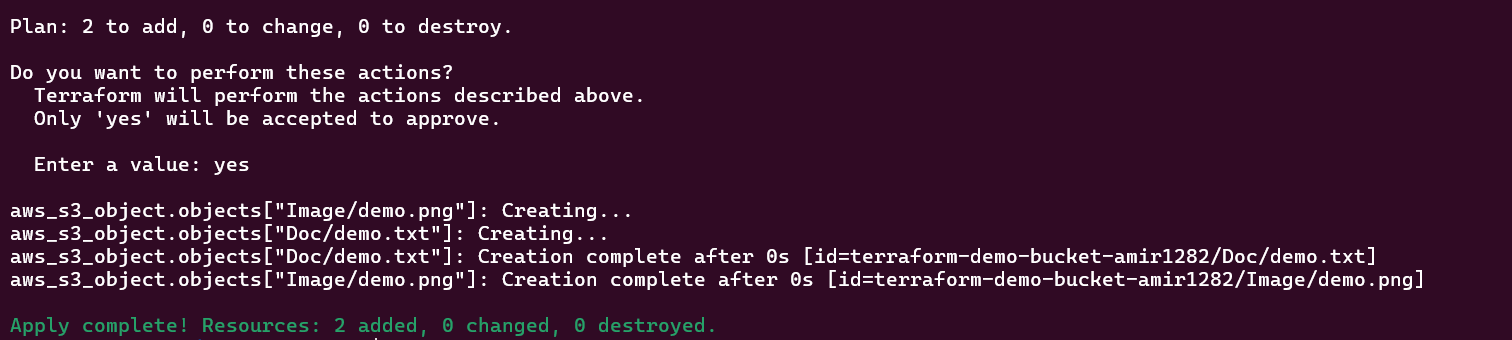 Plan: 2 to add, 0 to change, 0 to destroy.
Do you want to perform these actions?
Terraform will perform the actions described above.
Only 'yes' will be accepted to approve.
Enter a value: yes
aws_s3_object.objects["Image/demo.png"]: Creating...
aws_s3_object.objects["Doc/demo.txt"]: Creating...
aws_s3_object.objects["Doc/demo.txt"]: Creation complete after 0s [id=terraform-demo-bucket-amir1282/Doc/demo.txt]
aws_s3_object.objects["Image/demo.png"]: Creation complete after 0s [id=terraform-demo-bucket-amir1282/Image/demo.png]
Apply complete! Resources: 2 added, 0 changed, 0 destroyed.